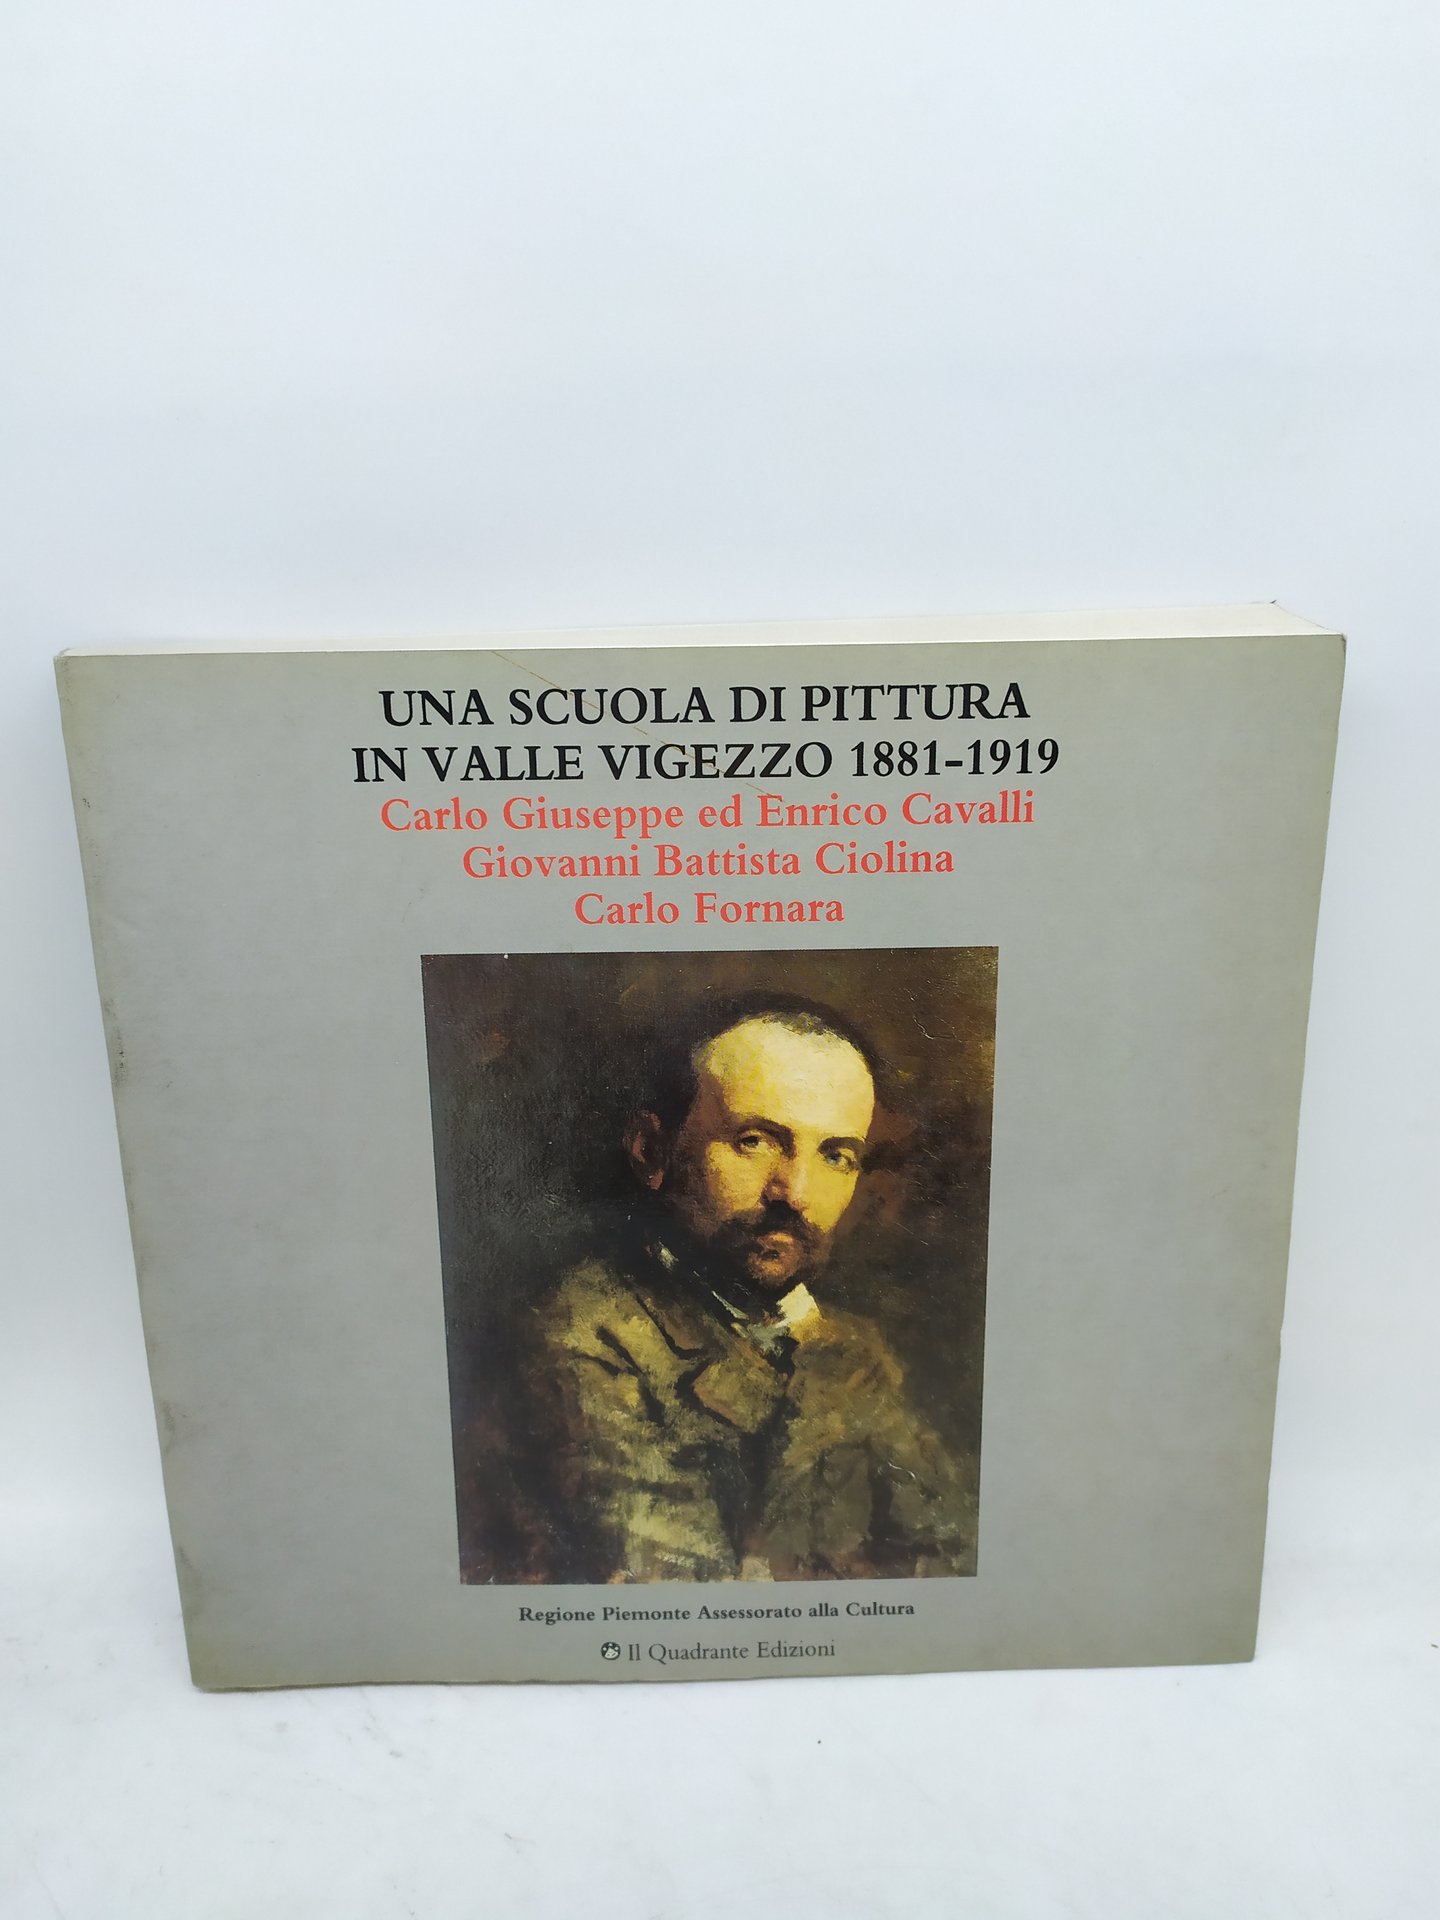 UNA SCUOLA DI PITTURA
IN VALLE VIGEZZO 1881-1919
Carlo Giuseppe ed Enrico Cavalli
Giovanni Battista Ciolina
Carlo Fornara
Regione Piemonte Assessorato alla Cultura
Il Quadrante Edizioni